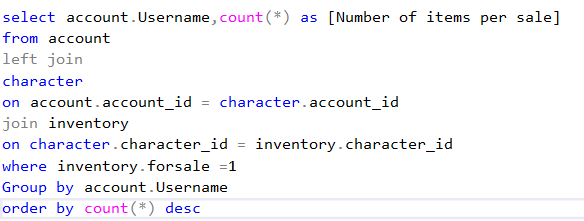 select account.Username,count(*) as [Number of items per sale]
from account
left join
character
on account.account_id = character.account_id
join inventory
on character.character_id = inventory.character_id
where inventory.forsale =1
Group by account.Username
order by count(*) desc